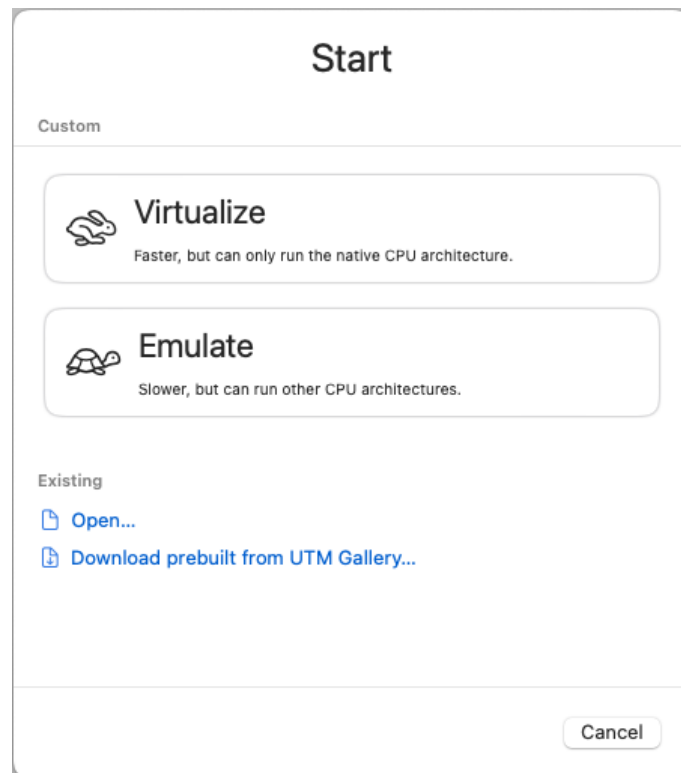 Start
Custom
Virtualize
Faster, but can only run the native CPU architecture.
Emulate
Slower, but can run other CPU architectures.
Existing
Open...
Download prebuilt from UTM Gallery...
Cancel